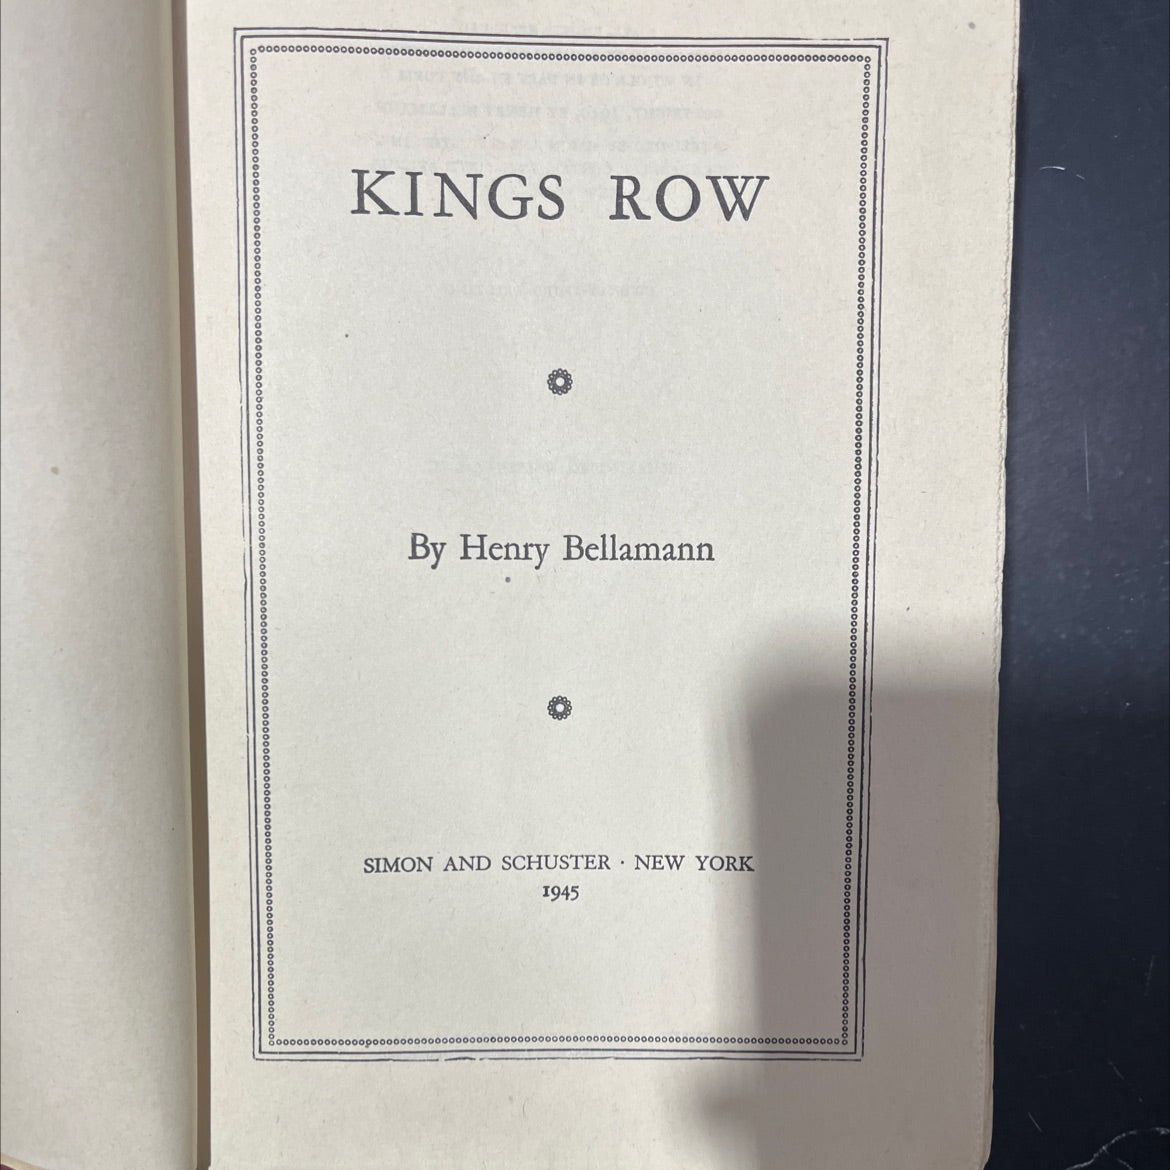 KINGS ROW
By Henry Bellamann
SIMON AND SCHUSTER · NEW YORK
1945